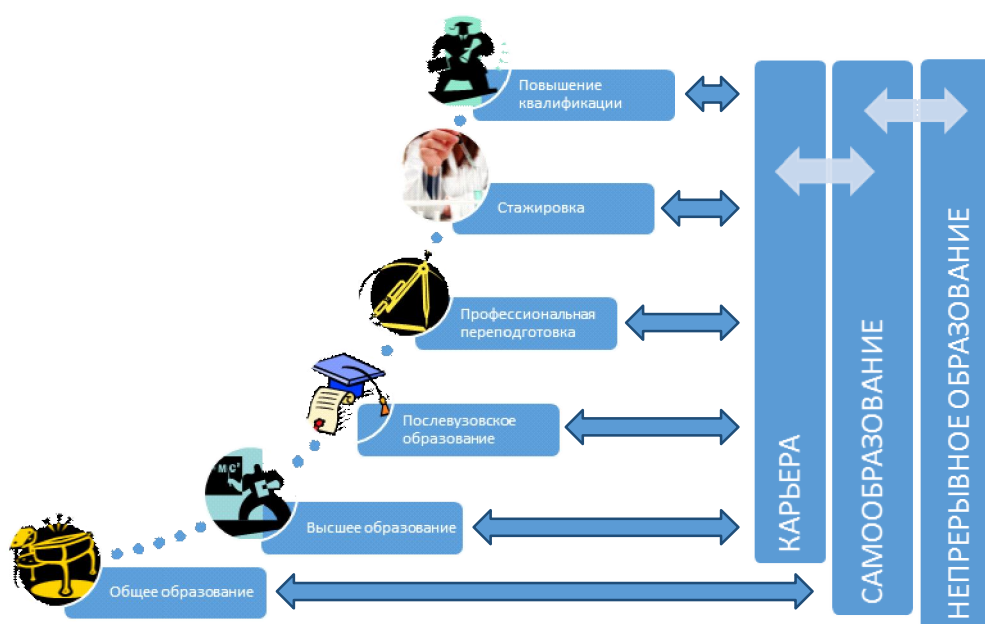 Повышение
квалификации
Стажировка
Профессиональная
переподготовка
Послевузовское
образование
Высшее образование
Общее образование
КАРЬЕРА
САМООБРАЗОВАНИЕ
НЕПРЕРЫВНОЕ ОБРАЗОВАНИЕ